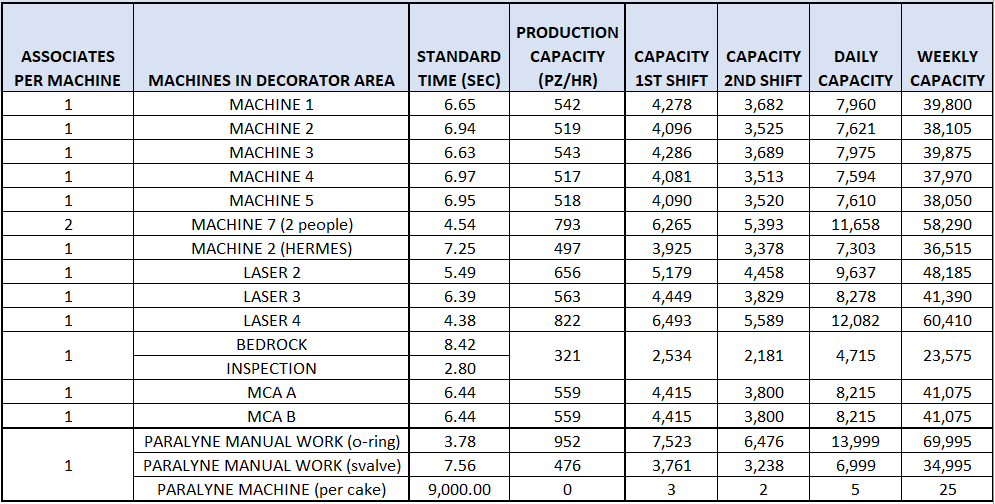 ASSOCIATES PER MACHINE | MACHINES IN DECORATOR AREA | STANDARD TIME (SEC) | PRODUCTION CAPACITY (PZ/HR) | CAPACITY 1ST SHIFT | CAPACITY 2ND SHIFT | DAILY CAPACITY | WEEKLY CAPACITY
1 | MACHINE 1 | 6.65 | 542 | 4,278 | 3,682 | 7,960 | 39,800
1 | MACHINE 2 | 6.94 | 519 | 4,096 | 3,525 | 7,621 | 38,105
1 | MACHINE 3 | 6.63 | 543 | 4,286 | 3,689 | 7,975 | 39,875
1 | MACHINE 4 | 6.97 | 517 | 4,081 | 3,513 | 7,594 | 37,970
1 | MACHINE 5 | 6.95 | 518 | 4,090 | 3,520 | 7,610 | 38,050
2 | MACHINE 7 (2 people) | 4.54 | 793 | 6,265 | 5,393 | 11,658 | 58,290
1 | MACHINE 2 (HERMES) | 7.25 | 497 | 3,925 | 3,378 | 7,303 | 36,515
1 | LASER 2 | 5.49 | 656 | 5,179 | 4,458 | 9,637 | 48,185
1 | LASER 3 | 6.39 | 563 | 4,449 | 3,829 | 8,278 | 41,390
1 | LASER 4 | 4.38 | 822 | 6,493 | 5,589 | 12,082 | 60,410
1 | BEDROCK | 8.42 | 321 | 2,534 | 2,181 | 4,715 | 23,575
INSPECTION | 2.80
1 | MCA A | 6.44 | 559 | 4,415 | 3,800 | 8,215 | 41,075
1 | MCA B | 6.44 | 559 | 4,415 | 3,800 | 8,215 | 41,075
1 | PARALYNE MANUAL WORK (o-ring) | 3.78 | 952 | 7,523 | 6,476 | 13,999 | 69,995
PARALYNE MANUAL WORK (svalve) | 7.56 | 476 | 3,761 | 3,238 | 6,999 | 34,995
PARALYNE MACHINE (per cake) | 9,000.00 | 0 | 3 | 2 | 5 | 25